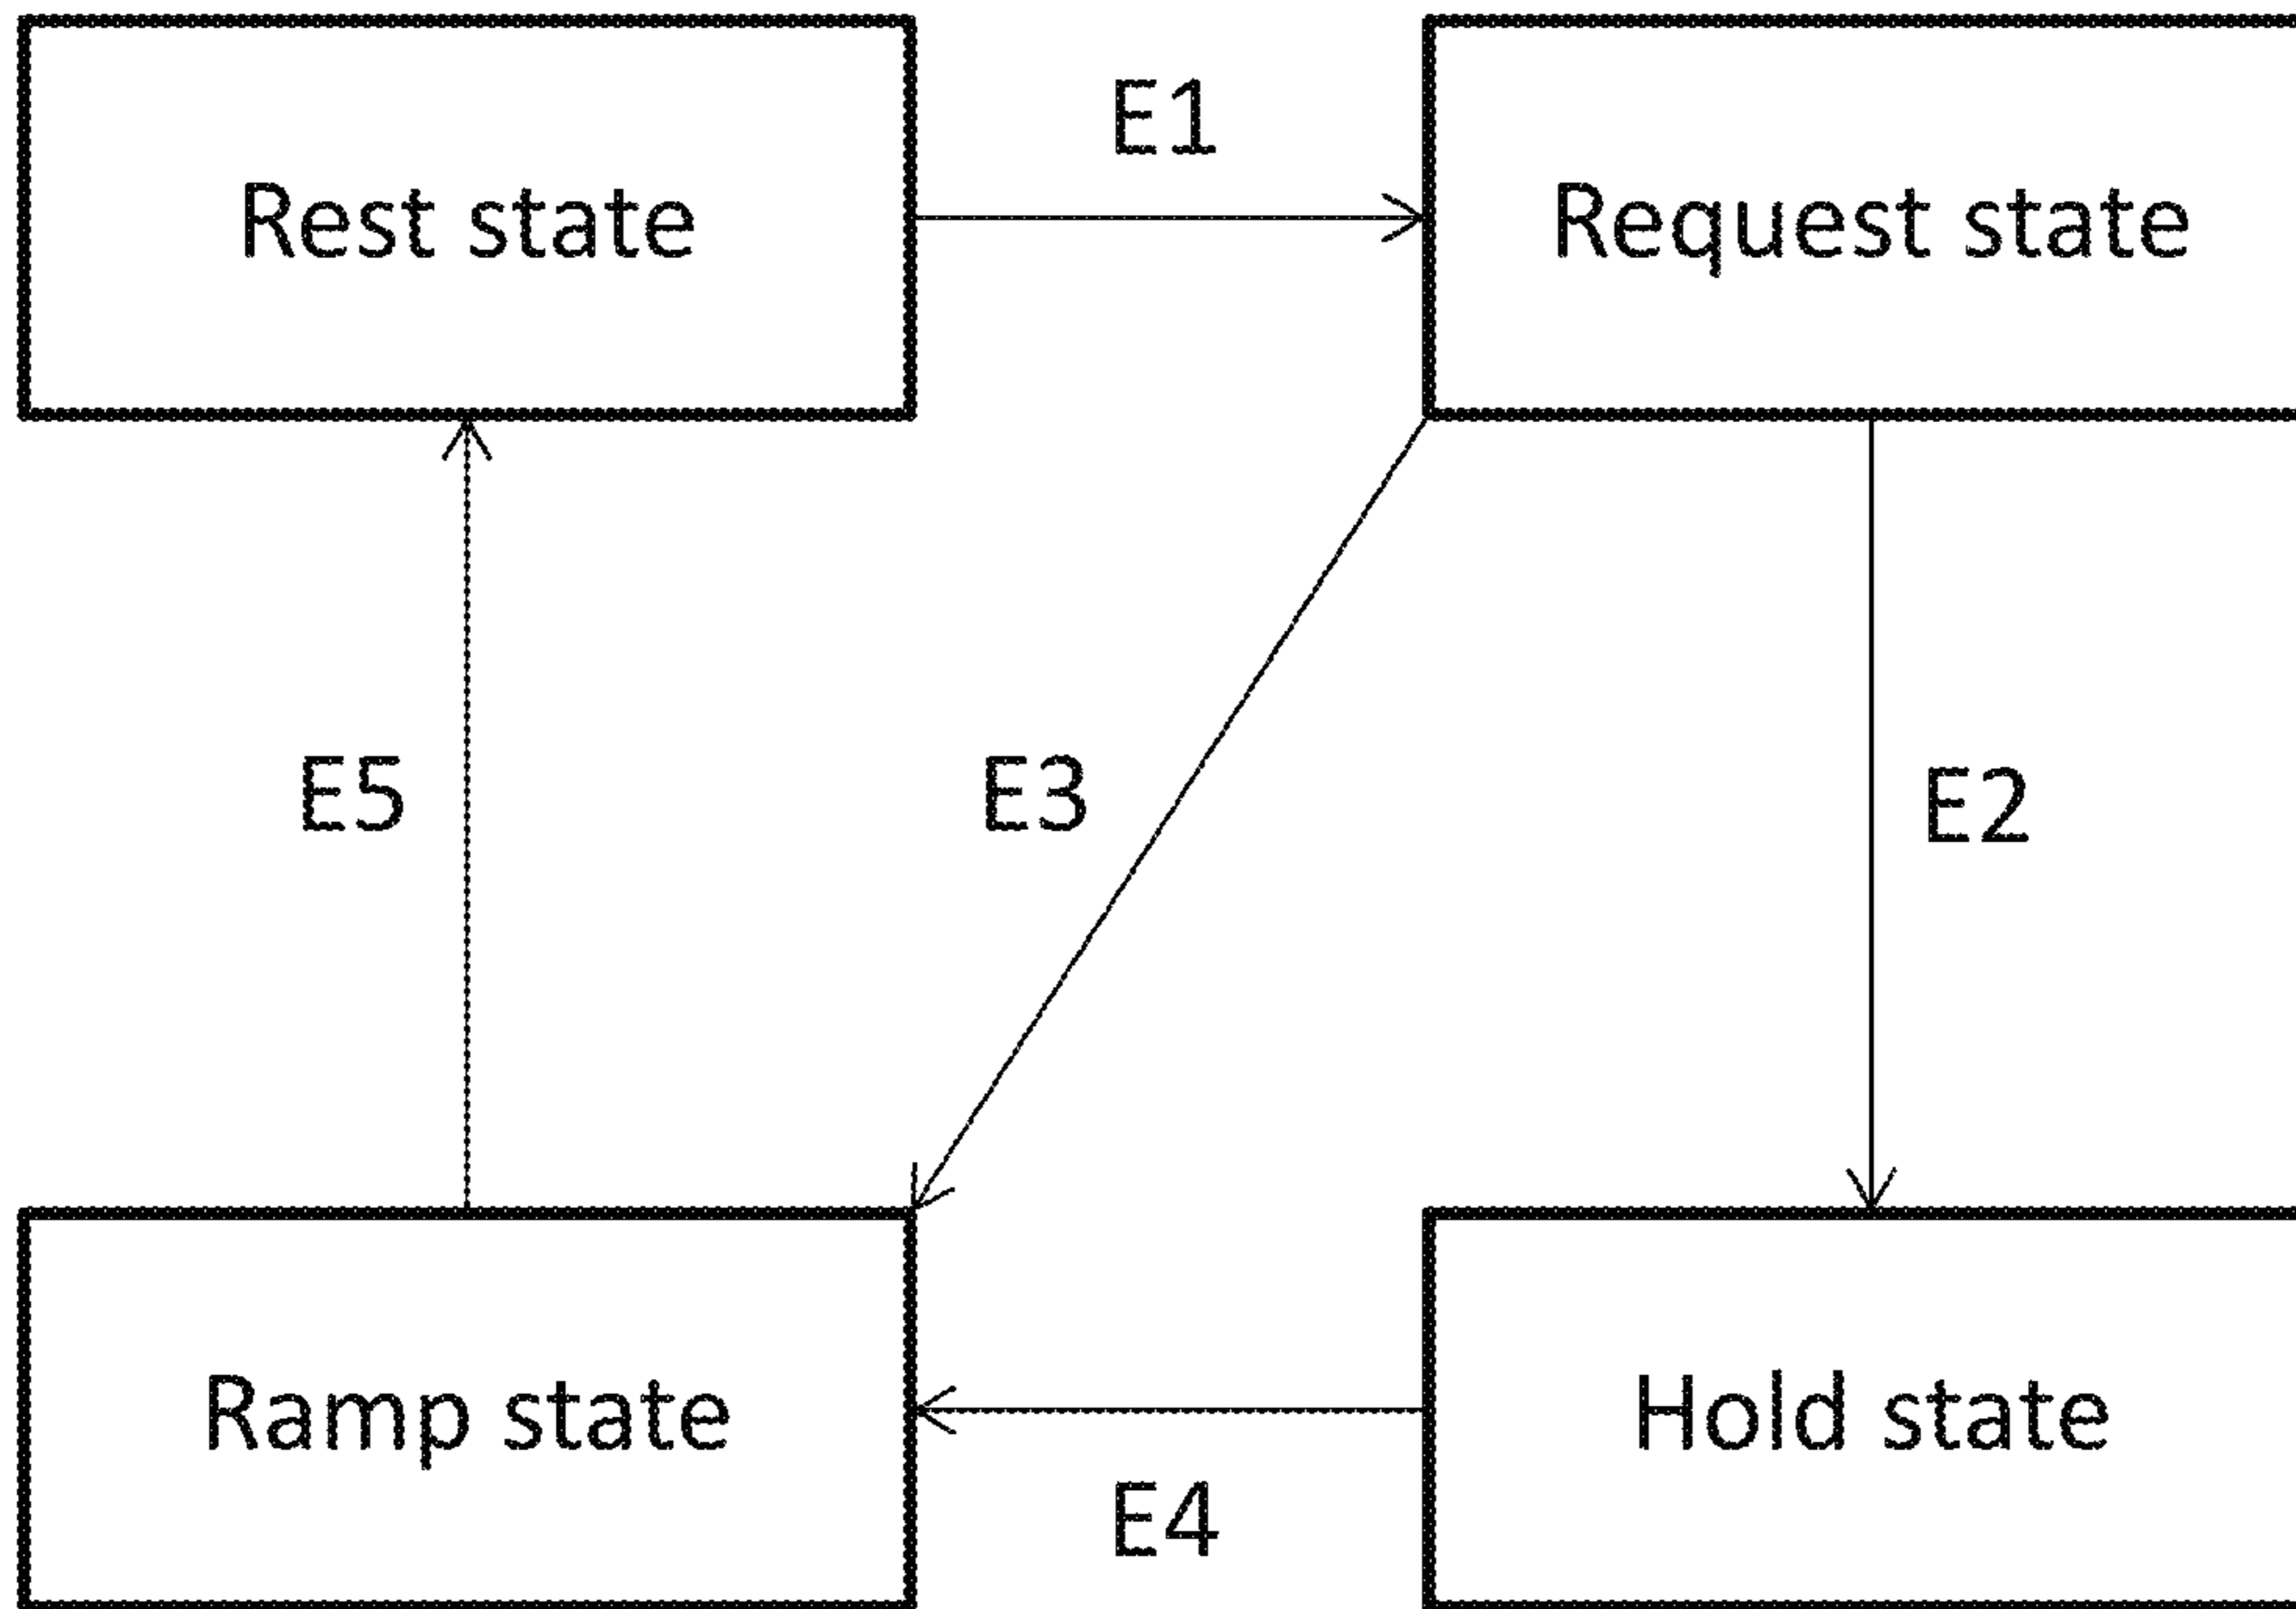 E1
Rest state
Request state
E5
E3
E2
Ramp state
Hold state
E4